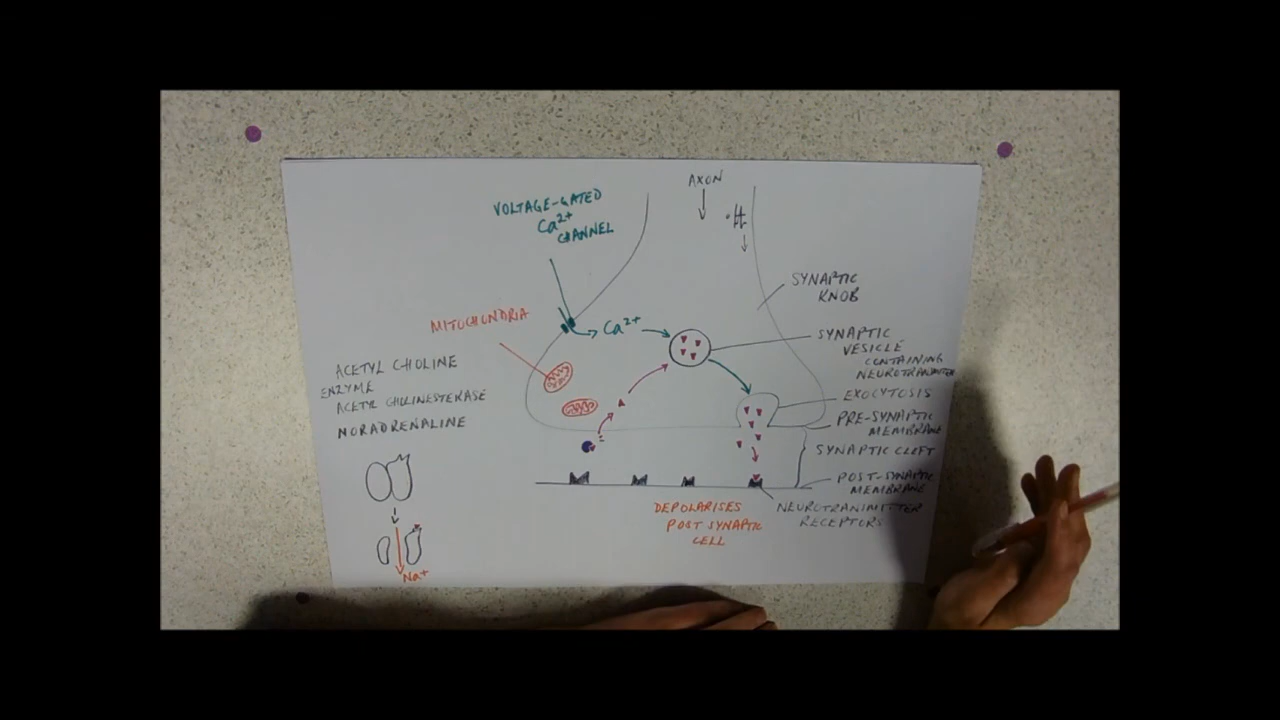 AXON
VOLTAGE-GATED
Ca2+
CHANNEL
SYNAPTIC
KNOB
MITOCHONDRIA
Ca2+
SYNAPTIC
VESICLE
CONTAINING
NEUROTRANSMITTER
ACETYL CHOLINE
ENZYME
ACETYL CHOLINESTERASE
NORADRENALINE
EXOCYTOSIS
PRE-SYNAPTIC
MEMBRANE
SYNAPTIC CLEFT
POST-SYNAPTIC
MEMBRANE
DEPOLARISES
POST SYNAPTIC
CELL
NEUROTRANIMITTER
RECEPTORS
Na+